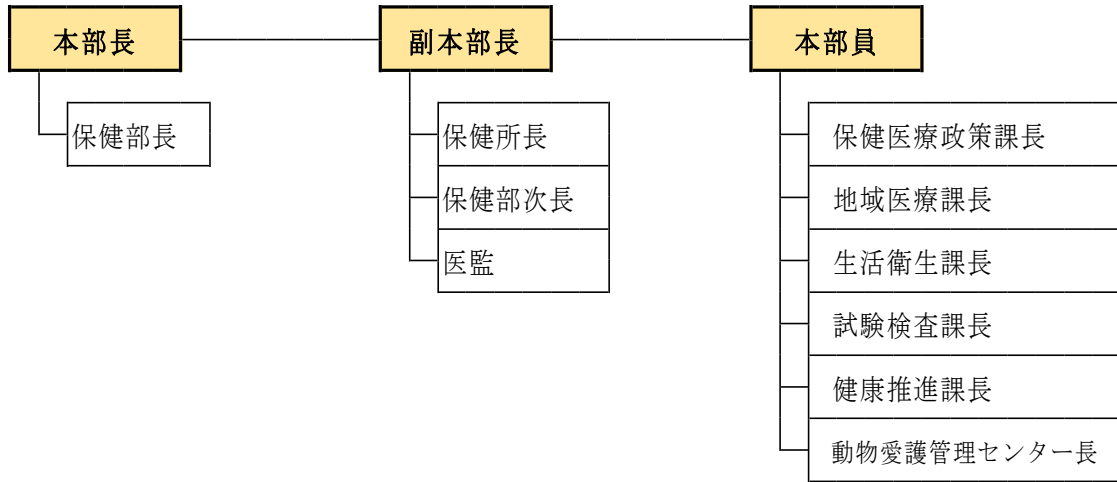 本部長
副本部長
本部員
保健部長
保健所長
保健部次長
医監
保健医療政策課長
地域医療課長
生活衛生課長
試験検査課長
健康推進課長
動物愛護管理センター長